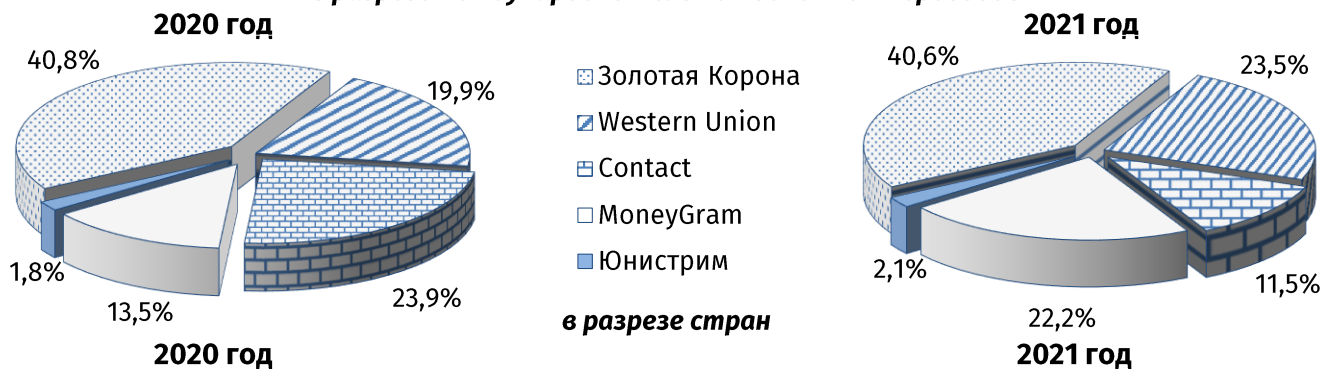 2020 год
2021 год
40,8%
19,9%
1,8%
13,5%
23,9%
Золотая Корона
Western Union
Contact
MoneyGram
Юнистрим
40,6%
23,5%
2,1%
22,2%
11,5%
в разрезе стран
2020 год
2021 год